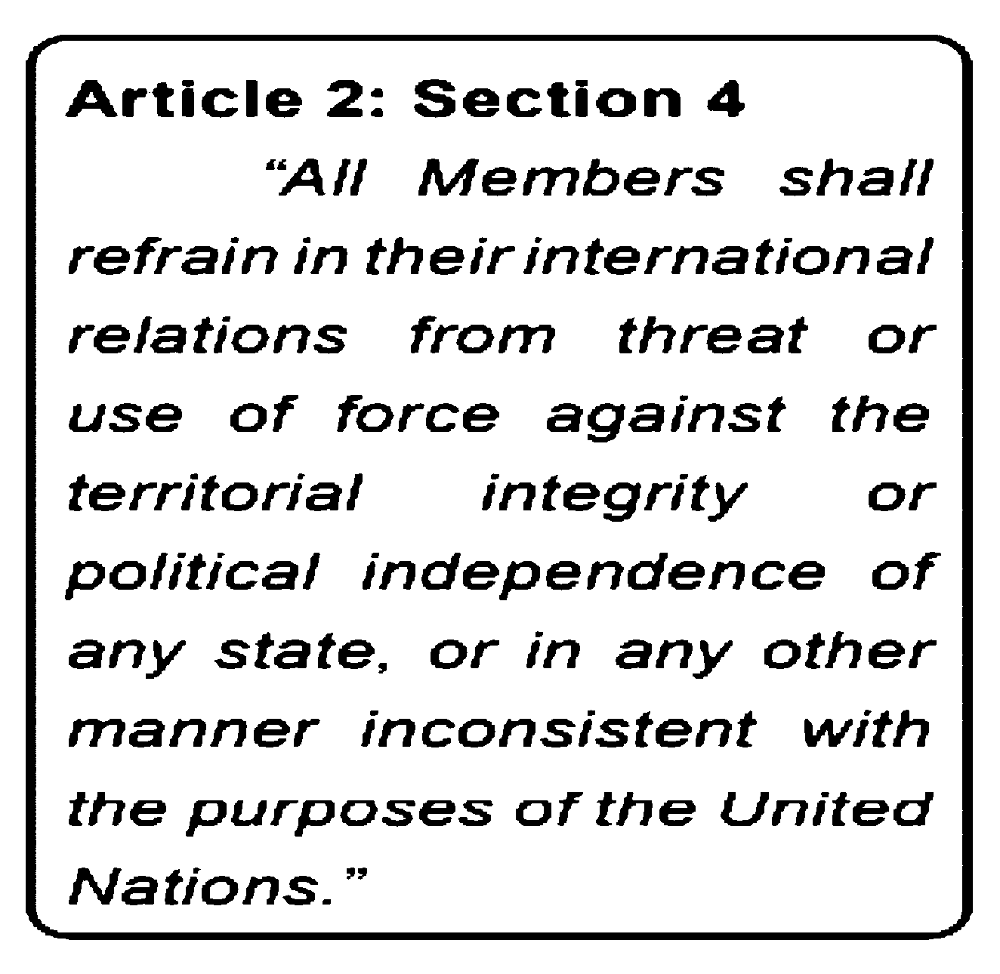 Article 2: Section 4
“All Members shall
refrain in their international
relations from threat or
use of force against the
territorial integrity or
political independence of
any state, or in any other
manner inconsistent with
the purposes of the United
Nations.”